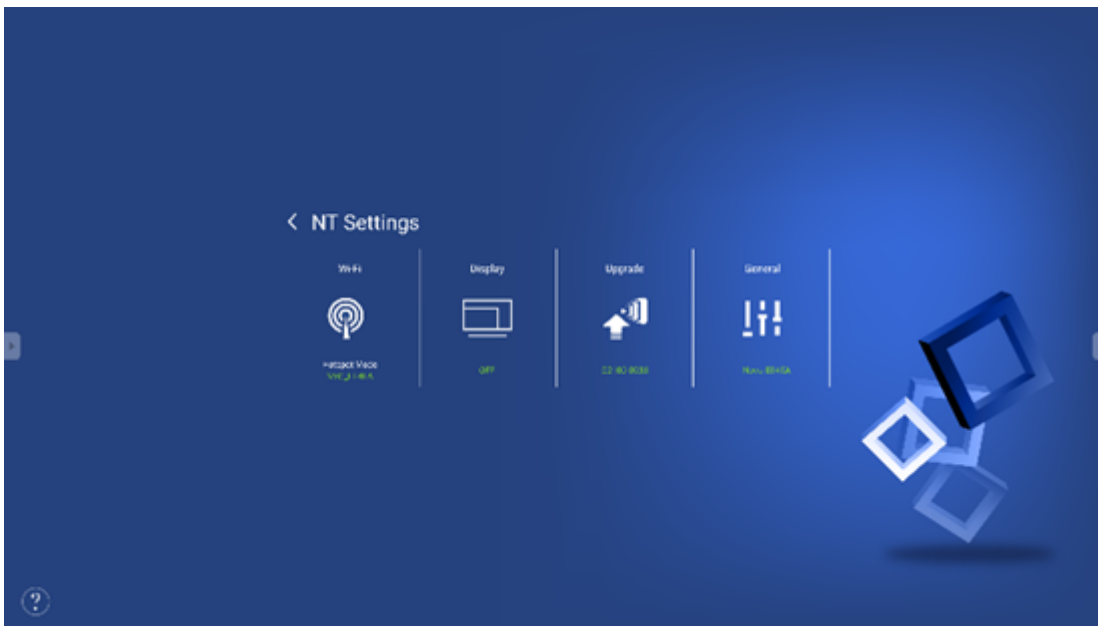 NT Settings
Wi-Fi
Display
Upgrade
General
Hotspot Mode
OFF
?